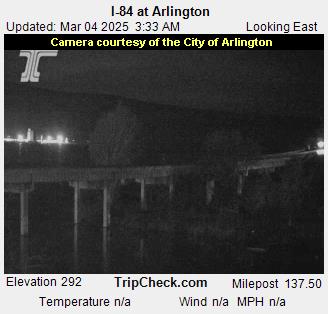 I-84 at Arlington
Updated: Mar 04 2025 3:33 AM Looking East
Camera courtesy of the City of Arlington
Elevation 292 TripCheck.com Milepost 137.50
Temperature n/a Wind n/a MPH n/a